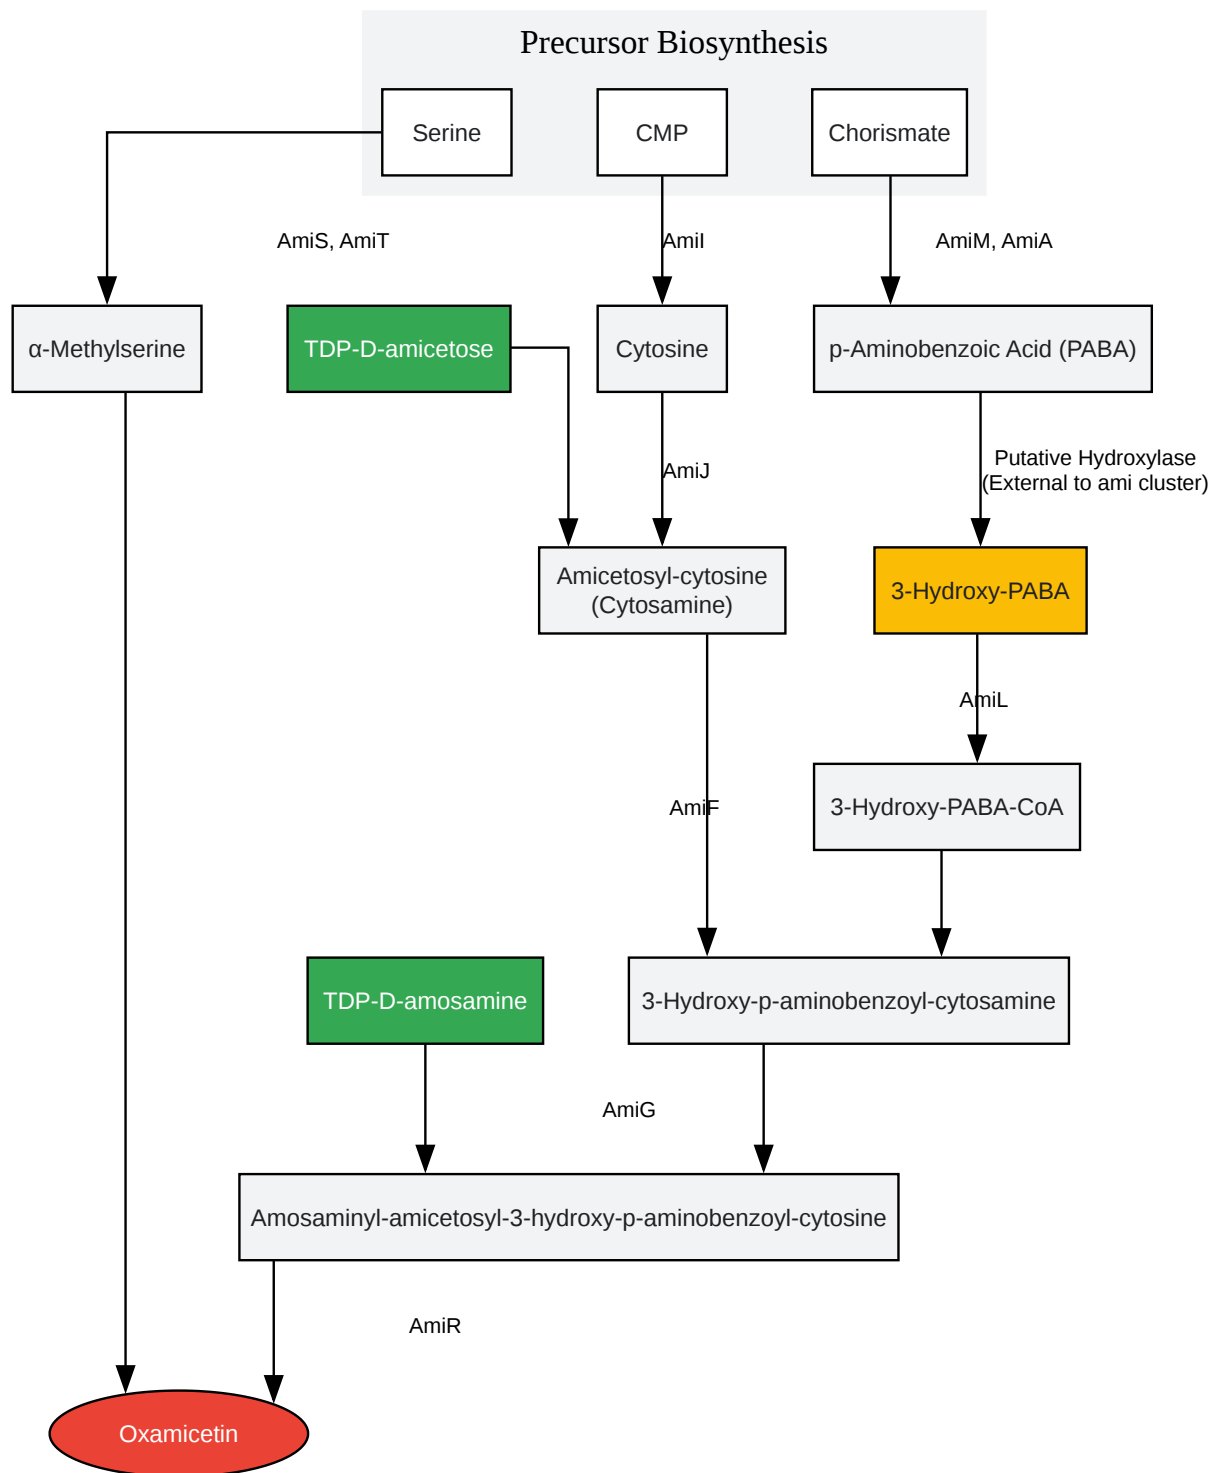 Precursor Biosynthesis
Serine
CMP
Chorismate
AmiS, AmiT
AmiI
AmiM, AmiA
α-Methylserine
TDP-D-amicetose
Cytosine
p-Aminobenzoic Acid (PABA)
AmiJ
Putative Hydroxylase
(External to ami cluster)
Amicetosyl-cytosine
(Cytosamine)
3-Hydroxy-PABA
AmiL
AmiF
3-Hydroxy-PABA-CoA
TDP-D-amosamine
3-Hydroxy-p-aminobenzoyl-cytosamine
AmiG
Amosaminyl-amicetosyl-3-hydroxy-p-aminobenzoyl-cytosine
AmiR
Oxamicetin